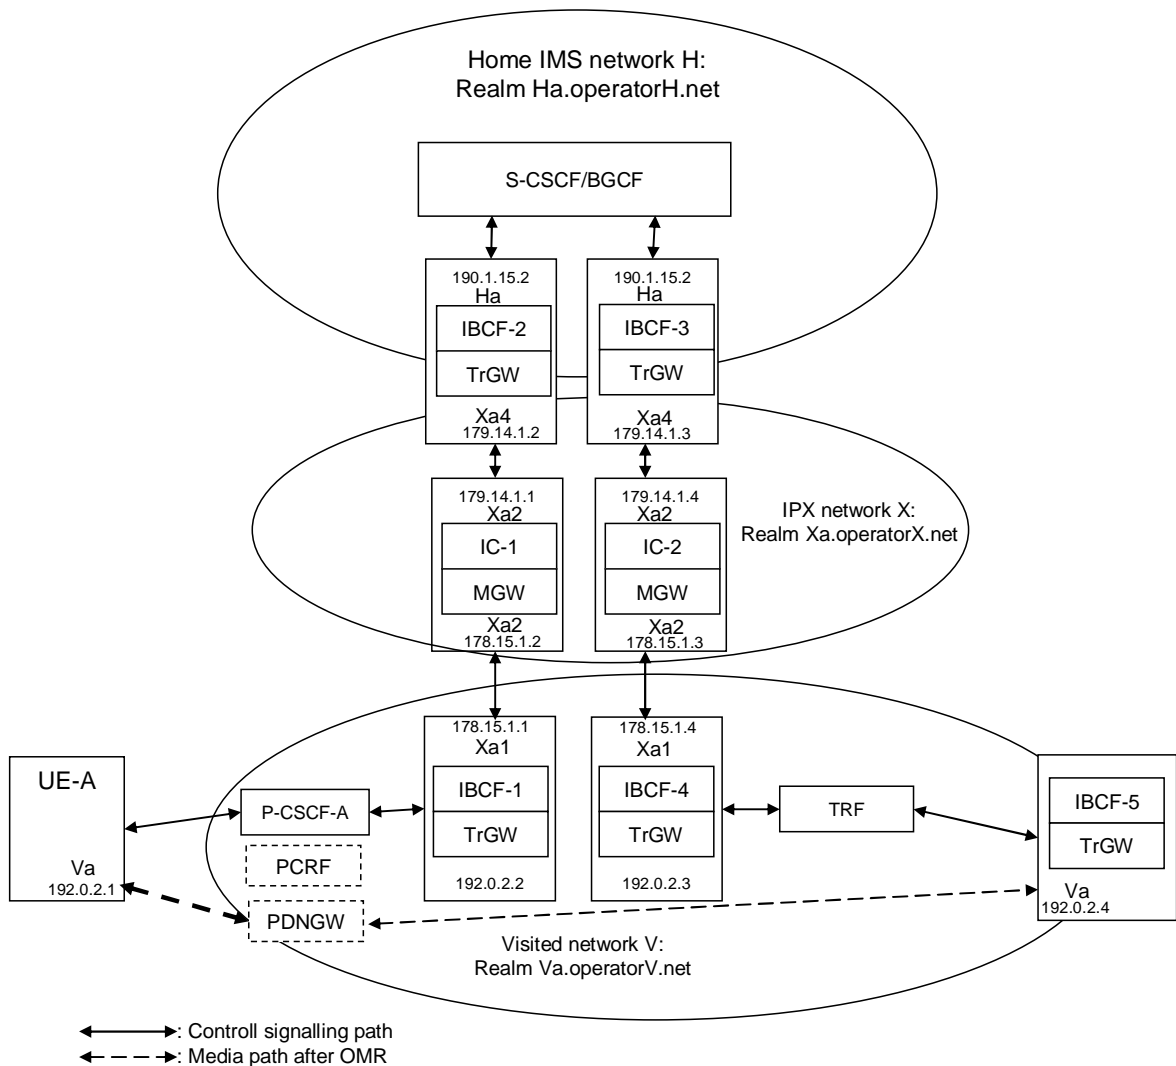 Home IMS network H:
Realm Ha.operatorH.net
S-CSCF/BGCF
190.1.15.2
Ha
IBCF-2
TrGW
Xa4
179.14.1.2
190.1.15.2
Ha
IBCF-3
TrGW
Xa4
179.14.1.3
179.14.1.1
Xa2
IC-1
MGW
Xa2
178.15.1.2
179.14.1.4
Xa2
IC-2
MGW
Xa2
178.15.1.3
IPX network X:
Realm Xa.operatorX.net
UE-A
Va
192.0.2.1
P-CSCF-A
PCRF
PDNGW
178.15.1.1
Xa1
IBCF-1
TrGW
192.0.2.2
178.15.1.4
Xa1
IBCF-4
TrGW
192.0.2.3
TRF
IBCF-5
TrGW
Va
192.0.2.4
Visited network V:
Realm Va.operatorV.net
: Controll signalling path
: Media path after OMR